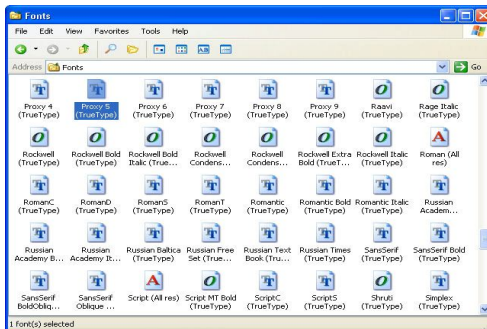 Fonts
File Edit View Favorites Tools Help
Address Fonts Go
Proxy 4 Proxy 5 Proxy 6 Proxy 7 Proxy 8 Proxy 9 Raavi Rage Italic
(TrueType) (TrueType) (TrueType) (TrueType) (TrueType) (TrueType) (TrueType) (TrueType)
Rockwell Rockwell Bold Rockwell Bold Rockwell Rockwell Rockwell Extra Rockwell Italic Roman (All
(TrueType) (TrueType) Italic (True... Condens... Condens... Bold (TrueT... (TrueType) res)
RomanC RomanD RomanS RomanT Romantic Romantic Bold Romantic Italic Russian
(TrueType) (TrueType) (TrueType) (TrueType) (TrueType) (TrueType) (TrueType) Academ...
Russian Russian Russian Baltica Russian Free Russian Text Russian Times SansSerif SansSerif Bold
Academy B... Academy It... (TrueType) Set (True... Book (Tru... (TrueType) (TrueType) (TrueType)
SansSerif SansSerif Script (All res) Script MT Bold ScriptC ScriptS Shruti Simplex
BoldObliq... Oblique ... (TrueType) (TrueType) (TrueType) (TrueType) (TrueType)
1 font(s) selected